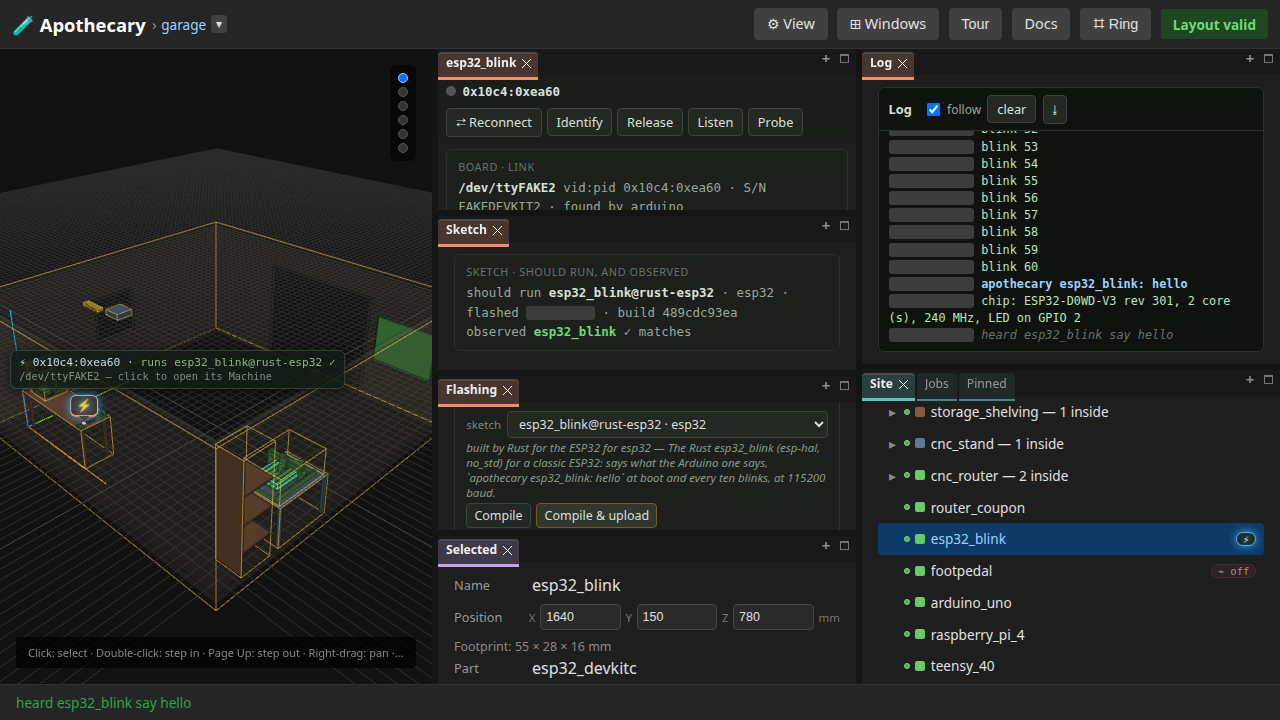 Apothecary › garage ▾
⚙ View
⊞ Windows
Tour
Docs
⌗ Ring
Layout valid
⚡ 0x10c4:0xea60 · runs esp32_blink@rust-esp32 ✓
/dev/ttyFAKE2 — click to open its Machine
Click: select · Double-click: step in · Page Up: step out · Right-drag: pan ·...
esp32_blink
0x10c4:0xea60
⇄ Reconnect
Identify
Release
Listen
Probe
BOARD · LINK
/dev/ttyFAKE2 vid:pid 0x10c4:0xea60 · S/N
FAKEDEVKIT2 · found by arduino
Sketch
SKETCH · SHOULD RUN, AND OBSERVED
should run esp32_blink@rust-esp32 · esp32 ·
flashed · build 489cdc93ea
observed esp32_blink ✓ matches
Flashing
sketch esp32_blink@rust-esp32 · esp32
built by Rust for the ESP32 for esp32 — The Rust esp32_blink (esp-hal,
no_std) for a classic ESP32: says what the Arduino one says,
`apothecary esp32_blink: hello` at boot and every ten blinks, at 115200
baud.
Compile
Compile & upload
Selected
Name esp32_blink
Position X 1640 Y 150 Z 780 mm
Footprint: 55 × 28 × 16 mm
Part esp32_devkitc
Log
Log follow clear ⤓
blink 52
blink 53
blink 54
blink 55
blink 56
blink 57
blink 58
blink 59
blink 60
apothecary esp32_blink: hello
chip: ESP32-D0WD-V3 rev 301, 2 core
(s), 240 MHz, LED on GPIO 2
heard esp32_blink say hello
Site
Jobs
Pinned
▸ storage_shelving — 1 inside
▸ cnc_stand — 1 inside
▸ cnc_router — 2 inside
router_coupon
esp32_blink ⚡
footpedal ⌁ off
arduino_uno
raspberry_pi_4
teensy_40
heard esp32_blink say hello